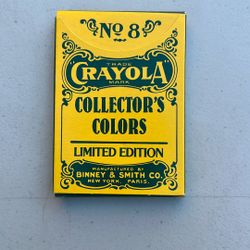 No 8
TRADE
"CRAYOLA"
MARK
COLLECTOR'S
COLORS
LIMITED EDITION
MANUFACTURED BY
BINNEY & SMITH CO.
NEW YORK. PARIS.